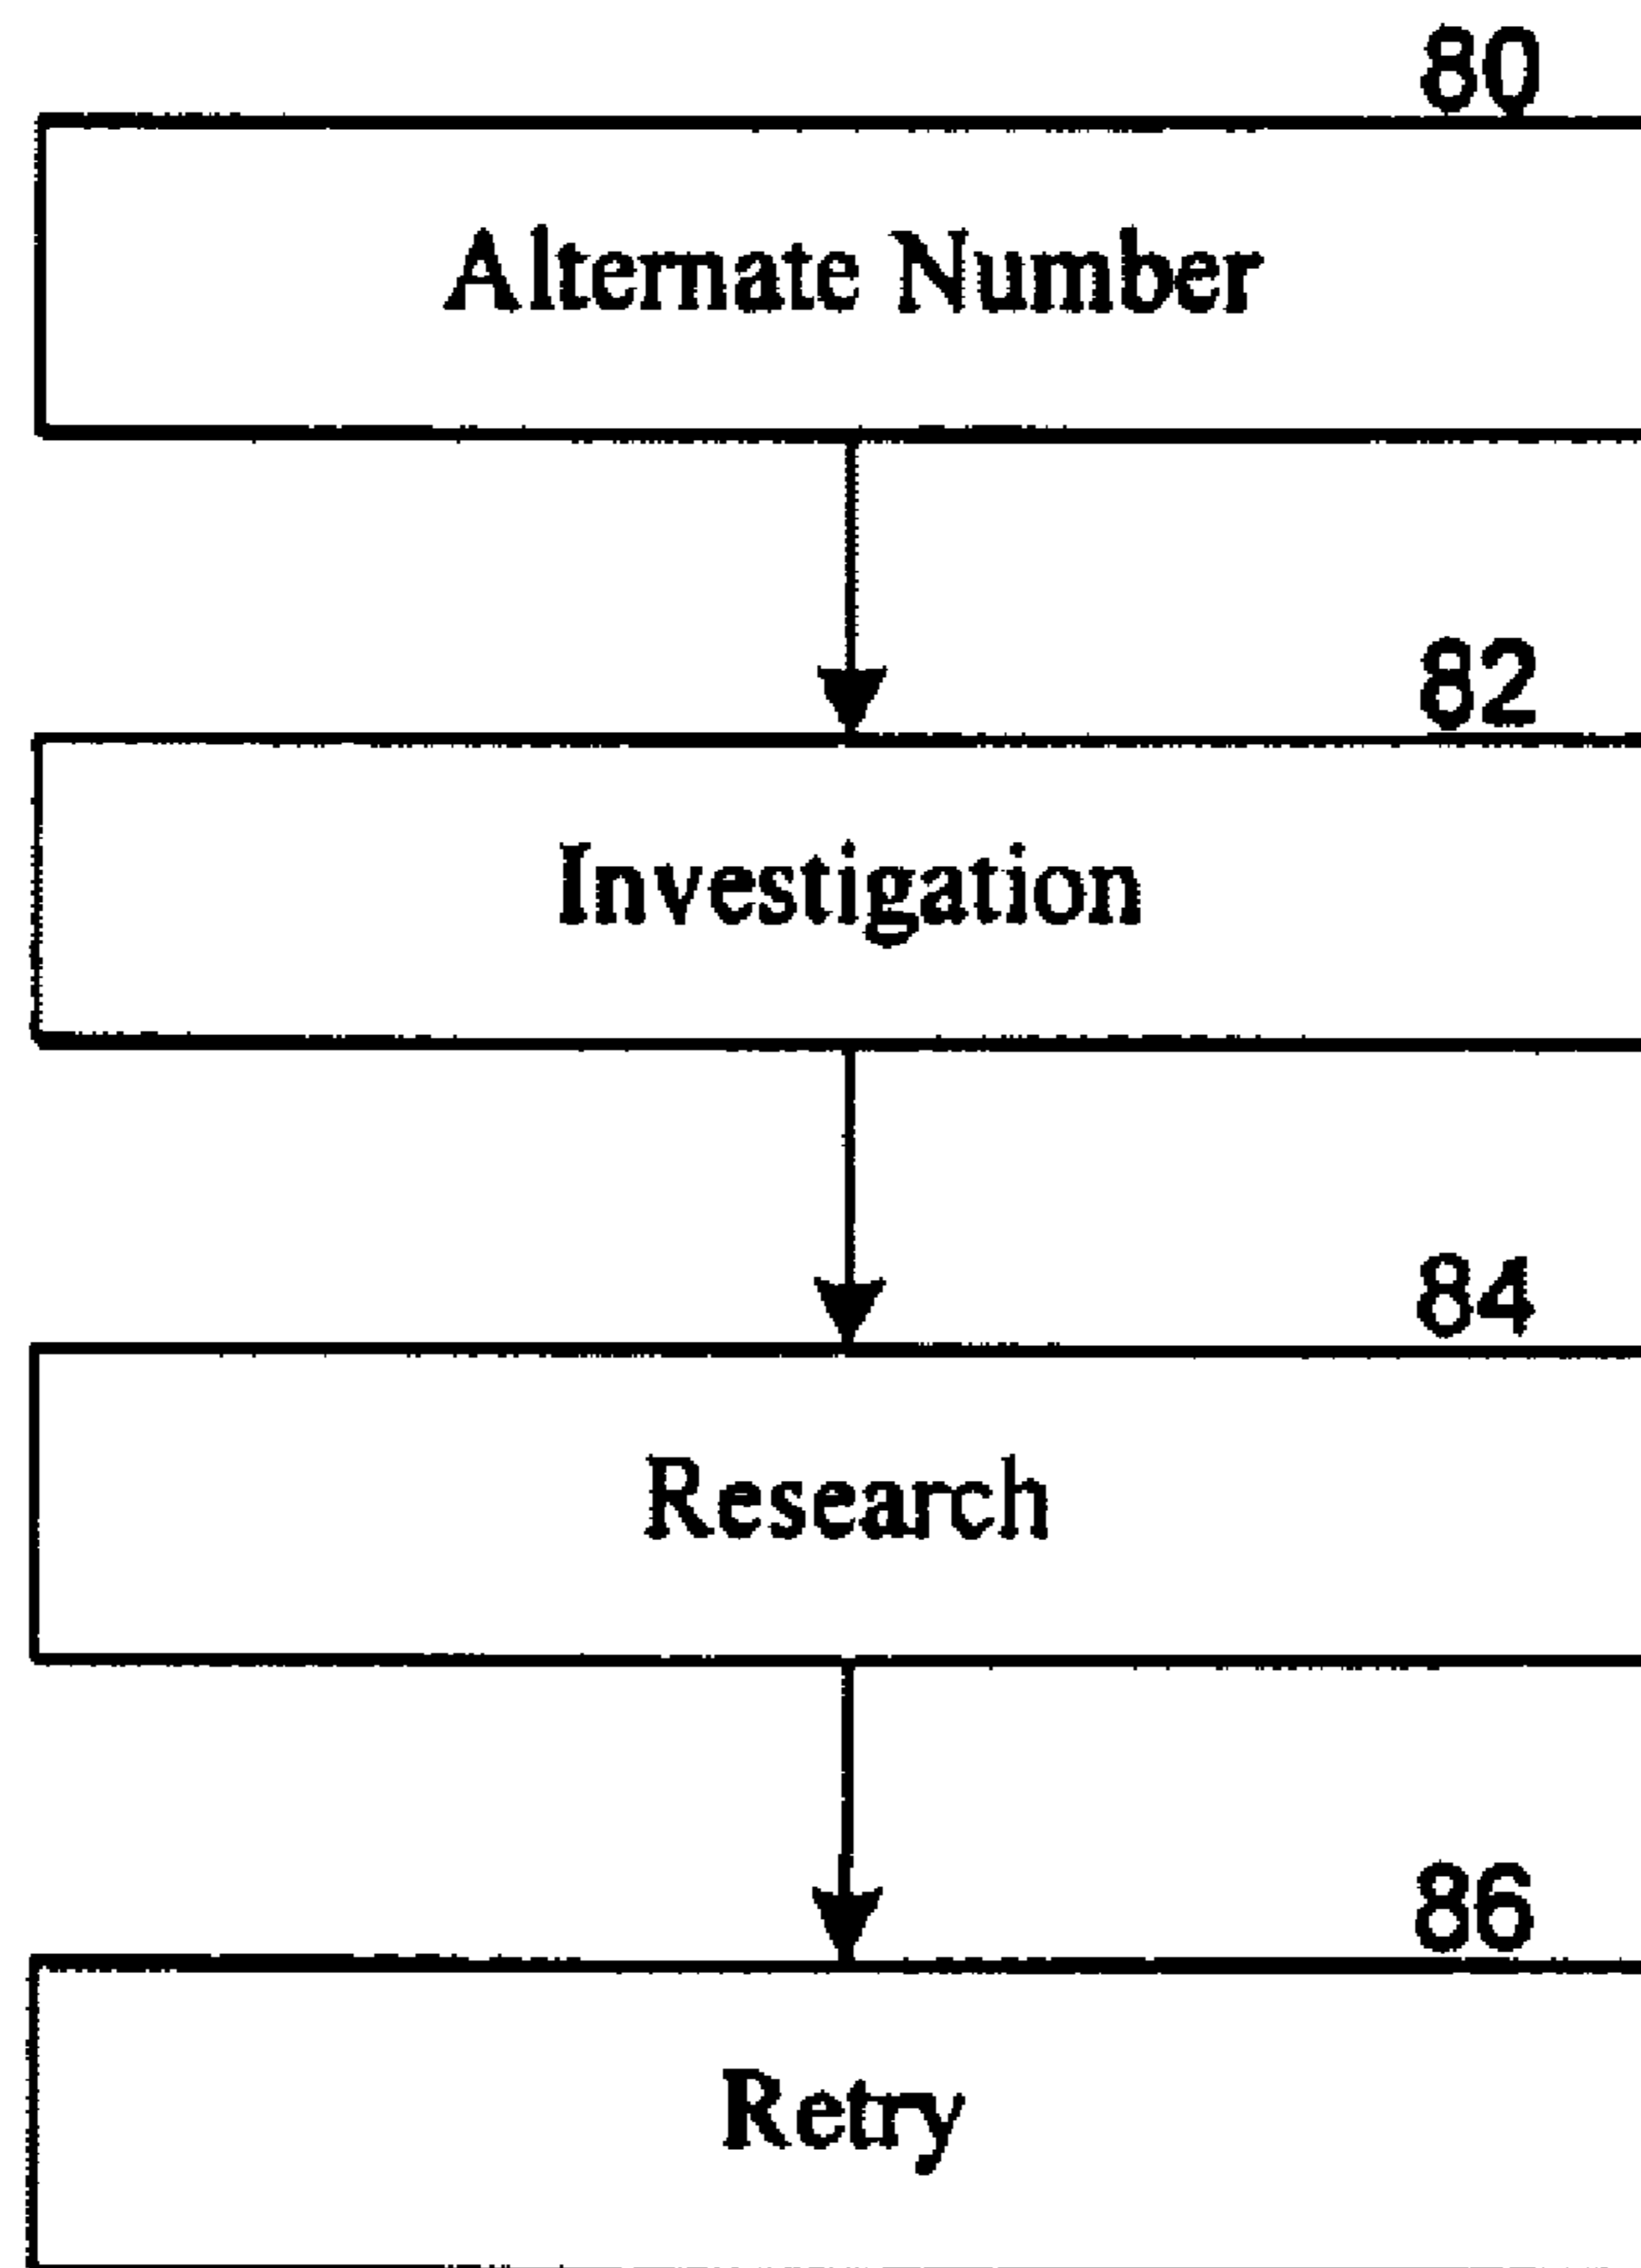 80
Alternate Number
82
Investigation
84
Research
86
Retry